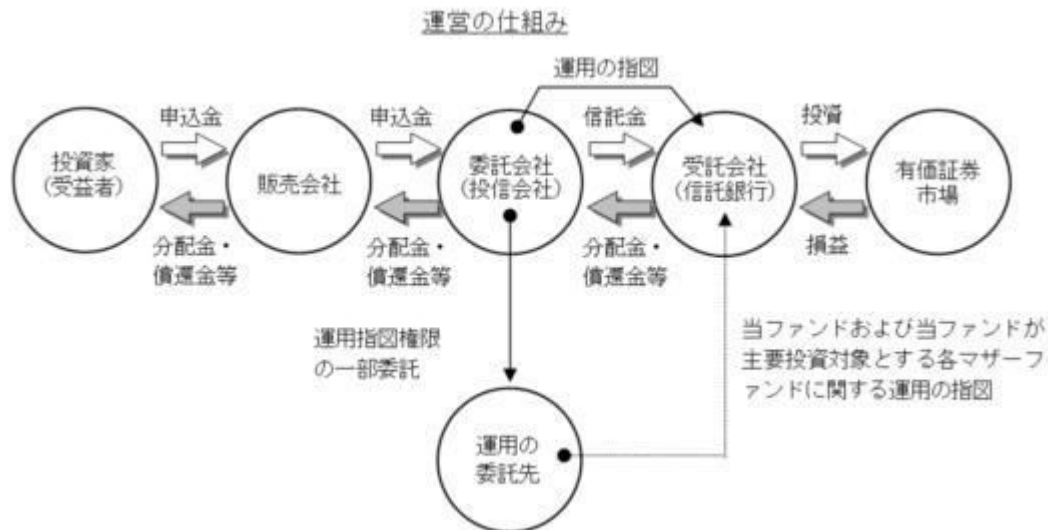 運営の仕組み
運用の指図
申込金
申込金
信託金
投資
投資家
(受益者)
販売会社
委託会社
(投信会社)
受託会社
(信託銀行)
有価証券
市場
分配金・
償還金等
分配金・
償還金等
分配金・
償還金等
損益
運用指図権限
の一部委託
当ファンドおよび当ファンドが
主要投資対象とする各マザーフ
ァンドに関する運用の指図
運用の
委託先